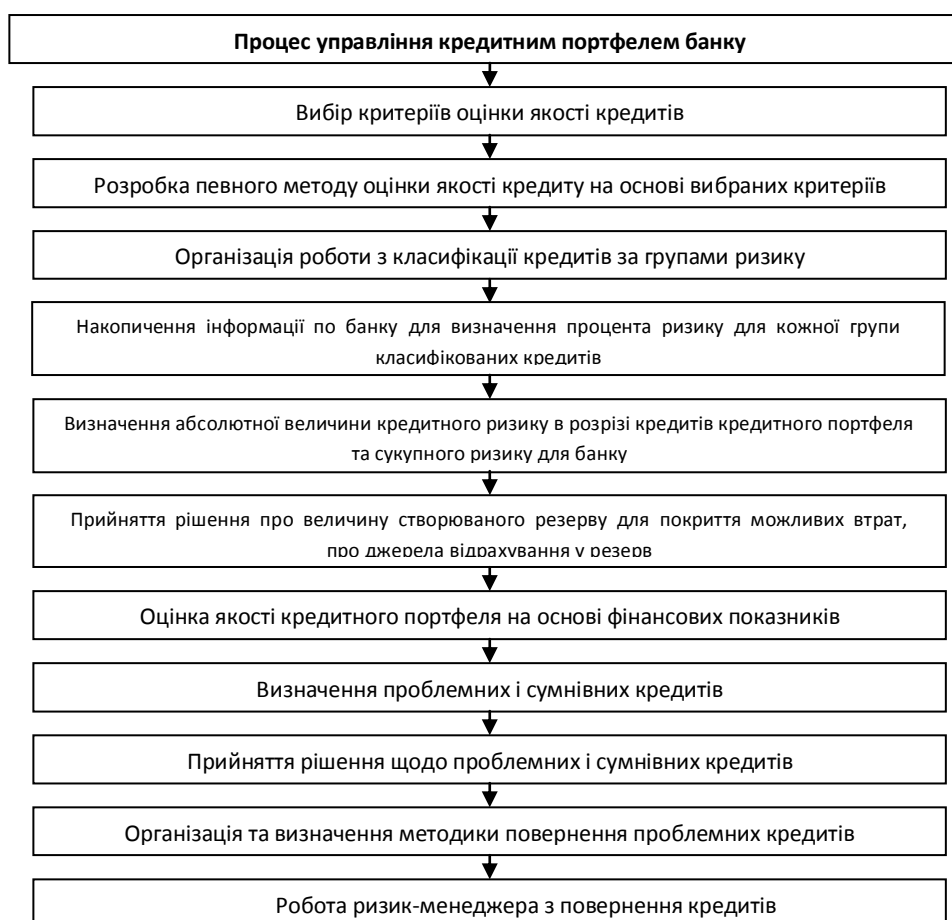 Процес управління кредитним портфелем банку
Вибір критеріїв оцінки якості кредитів
Розробка певного методу оцінки якості кредиту на основі вибраних критеріїв
Організація роботи з класифікації кредитів за групами ризику
Накопичення інформації по банку для визначення процента ризику для кожної групи
класифікованих кредитів
Визначення абсолютної величини кредитного ризику в розрізі кредитів кредитного портфеля
та сукупного ризику для банку
Прийняття рішення про величину створюваного резерву для покриття можливих втрат,
про джерела відрахування у резерв
Оцінка якості кредитного портфеля на основі фінансових показників
Визначення проблемних і сумнівних кредитів
Прийняття рішення щодо проблемних і сумнівних кредитів
Організація та визначення методики повернення проблемних кредитів
Робота ризик-менеджера з повернення кредитів